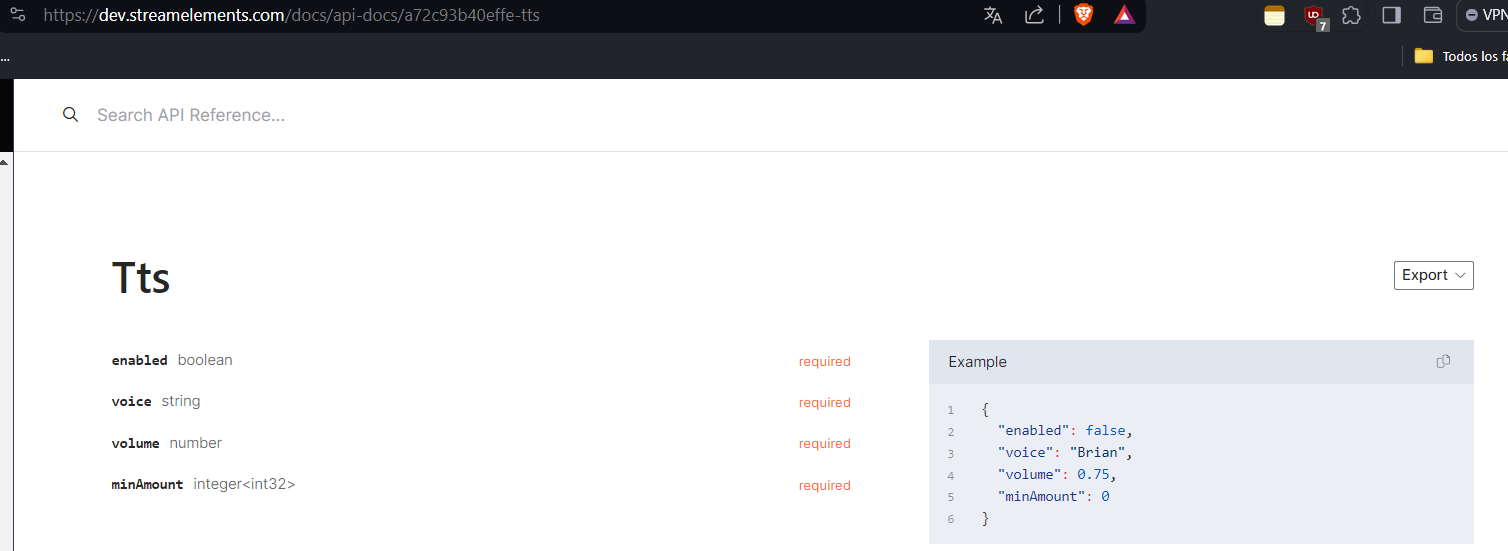 https://dev.streamelements.com/docs/api-docs/a72c93b40effe-tts
7
VPN
...
Todos los fa
Search API Reference...
Tts
Export
enabled boolean required
voice string required
volume number required
minAmount integer<int32> required
Example
1 {
2 "enabled": false,
3 "voice": "Brian",
4 "volume": 0.75,
5 "minAmount": 0
6 }